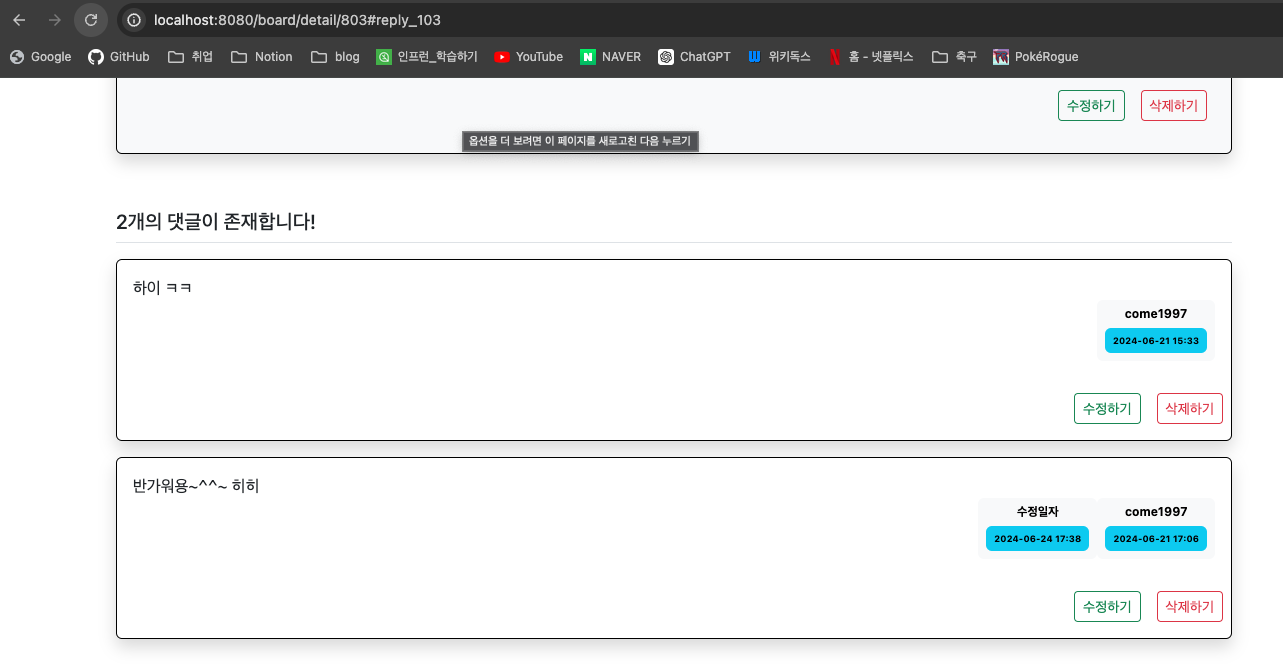 localhost:8080/board/detail/803#reply_103
Google GitHub 취업 Notion blog 인프런_학습하기 YouTube NAVER ChatGPT 위키독스 홈 - 넷플릭스 축구 PokéRogue
수정하기 삭제하기
옵션을 더 보려면 이 페이지를 새로고친 다음 누르기
2개의 댓글이 존재합니다!
하이 ㅋㅋ
come1997
2024-06-21 15:33
수정하기 삭제하기
반가워용~^^~ 히히
수정일자 come1997
2024-06-24 17:38 2024-06-21 17:06
수정하기 삭제하기